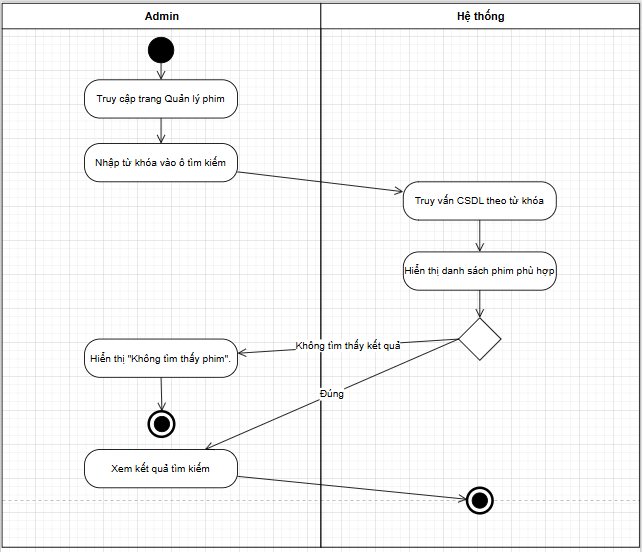 Admin
Hệ thống
Truy cập trang Quản lý phim
Nhập từ khóa vào ô tìm kiếm
Truy vấn CSDL theo từ khóa
Hiển thị danh sách phim phù hợp
Không tìm thấy kết quả
Hiển thị "Không tìm thấy phim".
Đúng
Xem kết quả tìm kiếm